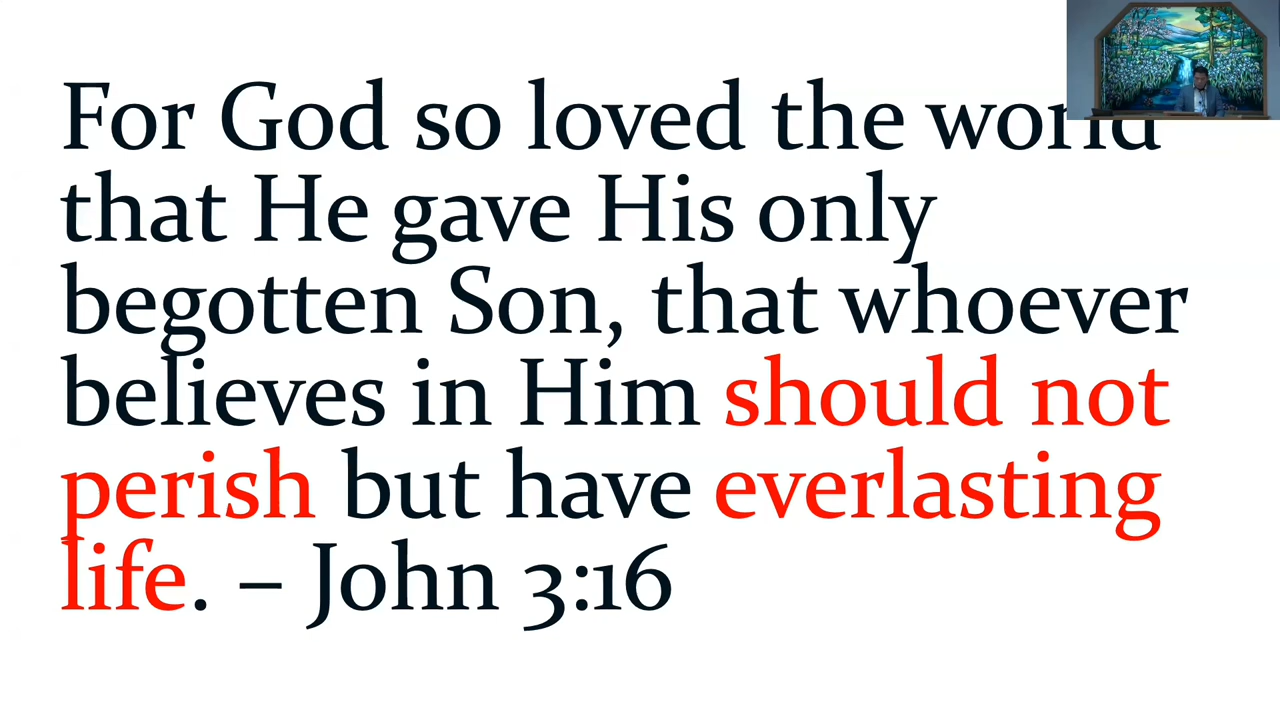 For God so loved the world
that He gave His only
begotten Son, that whoever
believes in Him should not
perish but have everlasting
life. – John 3:16